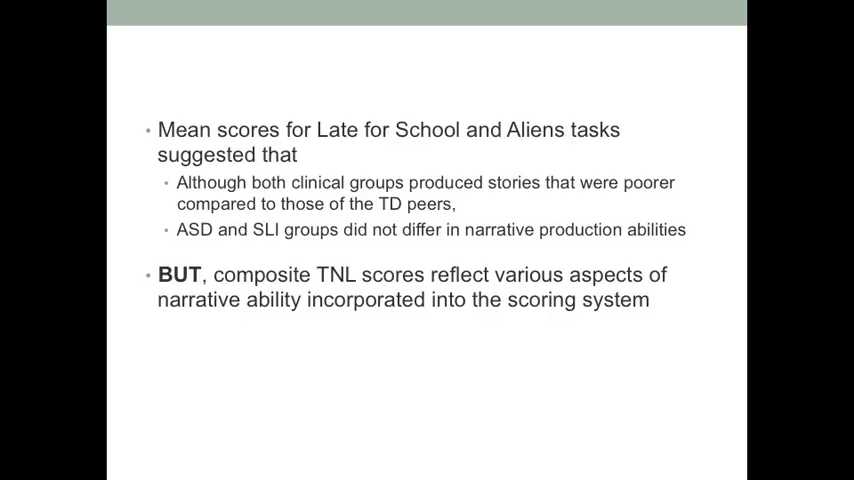 • Mean scores for Late for School and Aliens tasks
suggested that
• Although both clinical groups produced stories that were poorer
compared to those of the TD peers,
• ASD and SLI groups did not differ in narrative production abilities
• BUT, composite TNL scores reflect various aspects of
narrative ability incorporated into the scoring system